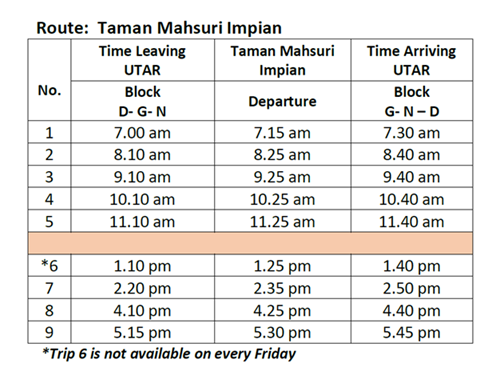 Route: Taman Mahsuri Impian
No. Time Leaving UTAR Taman Mahsuri Impian Time Arriving UTAR
Block D- G- N Departure Block G- N – D
1 7.00 am 7.15 am 7.30 am
2 8.10 am 8.25 am 8.40 am
3 9.10 am 9.25 am 9.40 am
4 10.10 am 10.25 am 10.40 am
5 11.10 am 11.25 am 11.40 am
*6 1.10 pm 1.25 pm 1.40 pm
7 2.20 pm 2.35 pm 2.50 pm
8 4.10 pm 4.25 pm 4.40 pm
9 5.15 pm 5.30 pm 5.45 pm
*Trip 6 is not available on every Friday